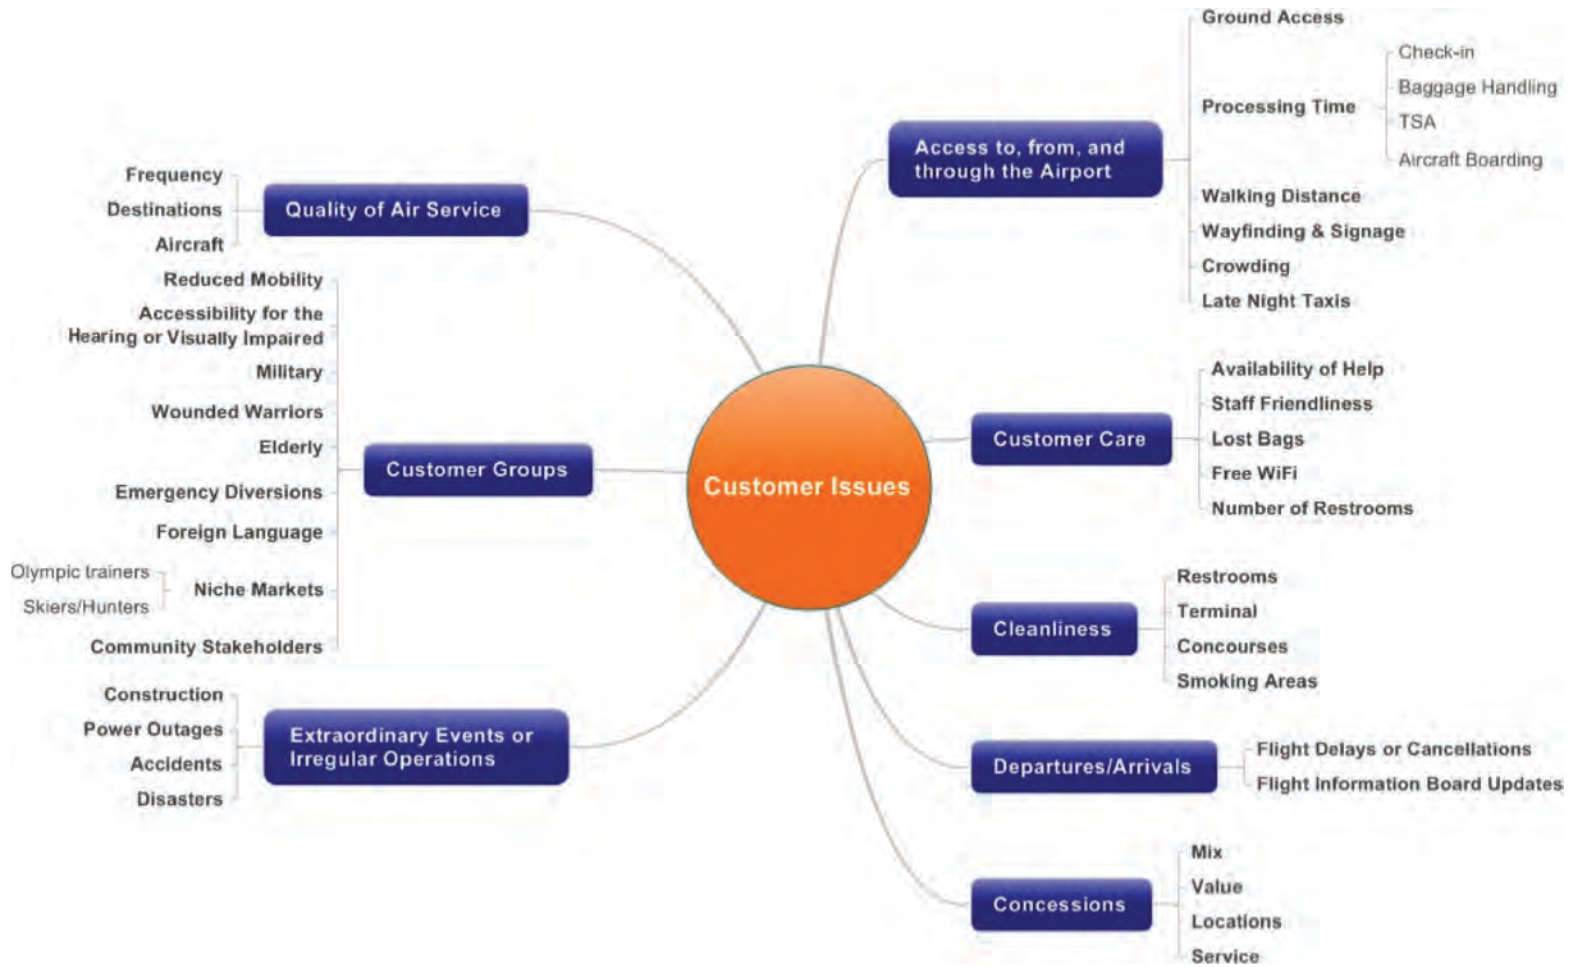 Customer Issues
Quality of Air Service
Frequency
Destinations
Aircraft
Customer Groups
Reduced Mobility
Accessibility for the
Hearing or Visually Impaired
Military
Wounded Warriors
Elderly
Emergency Diversions
Foreign Language
Niche Markets
Olympic trainers
Skiers/Hunters
Community Stakeholders
Extraordinary Events or
Irregular Operations
Construction
Power Outages
Accidents
Disasters
Access to, from, and
through the Airport
Ground Access
Processing Time
Check-in
Baggage Handling
TSA
Aircraft Boarding
Walking Distance
Wayfinding & Signage
Crowding
Late Night Taxis
Customer Care
Availability of Help
Staff Friendliness
Lost Bags
Free WiFi
Number of Restrooms
Cleanliness
Restrooms
Terminal
Concourses
Smoking Areas
Departures/Arrivals
Flight Delays or Cancellations
Flight Information Board Updates
Concessions
Mix
Value
Locations
Service